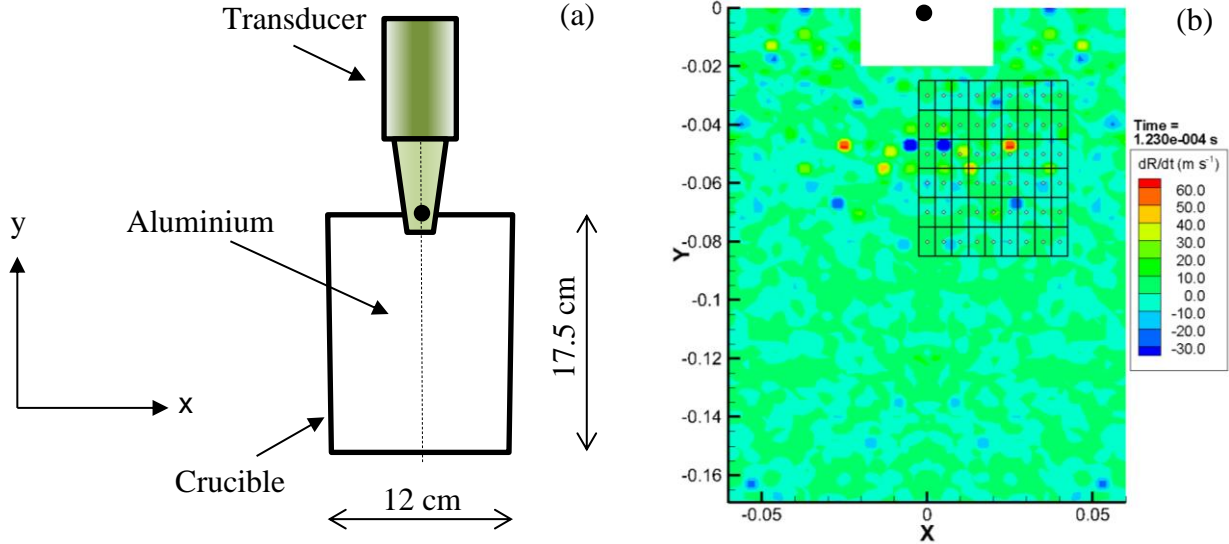 Transducer
(a)
Aluminium
y
x
17.5 cm
Crucible
12 cm
(b)
0
-0.02
-0.04
-0.06
-0.08
-0.1
-0.12
-0.14
-0.16
Y
-0.05
0
0.05
X
Time =
1.230e-004 s
dR/dt (m s⁻¹)
60.0
50.0
40.0
30.0
20.0
10.0
0.0
-10.0
-20.0
-30.0